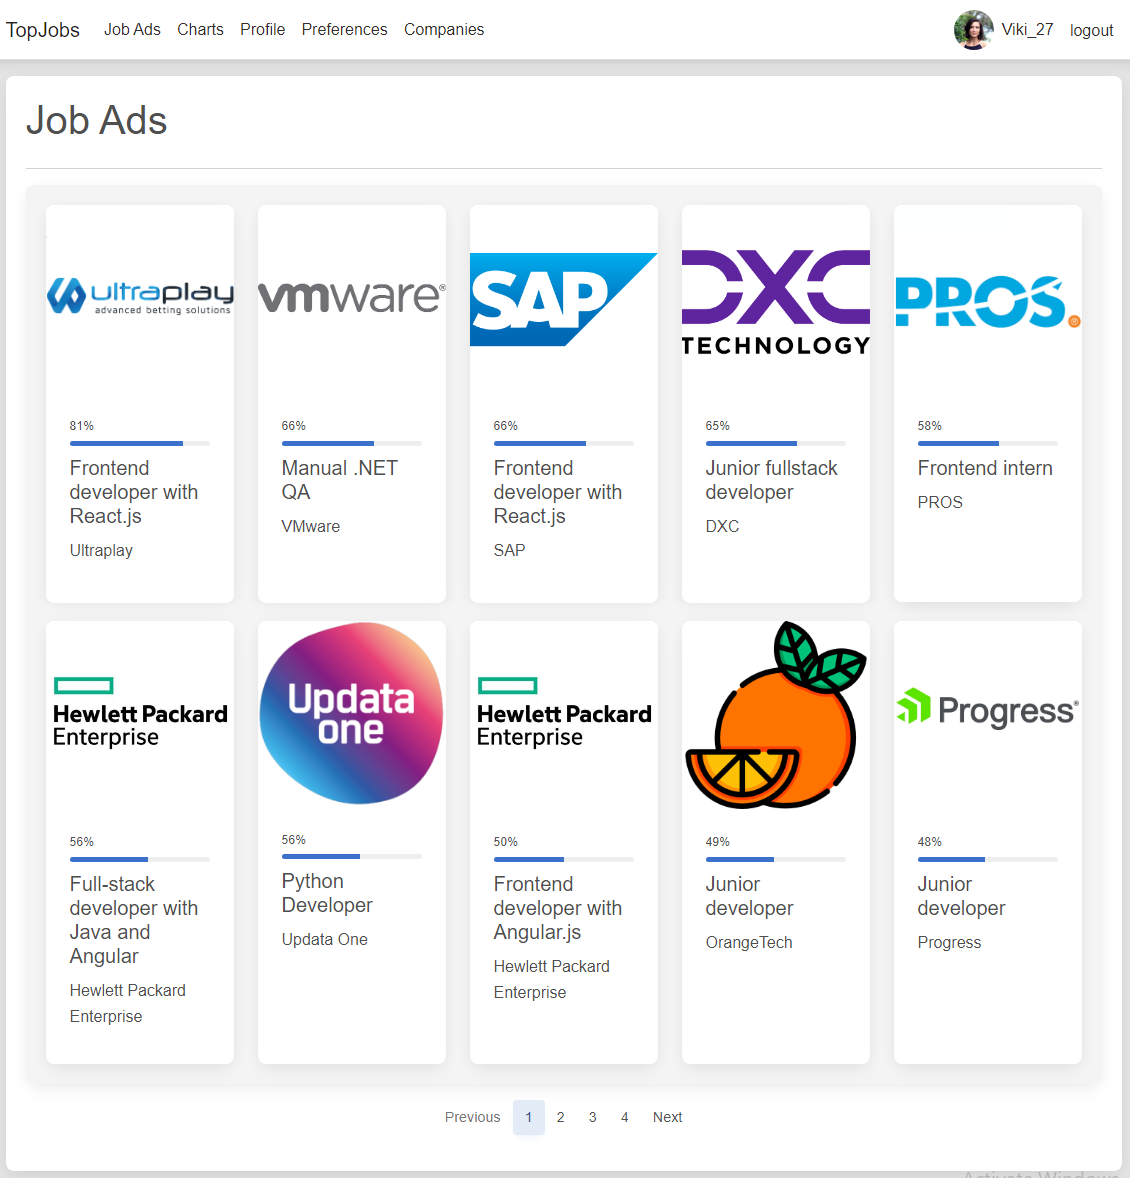 TopJobs Job Ads Charts Profile Preferences Companies Viki_27 logout
Job Ads
ultraplay
advanced betting solutions
vmware®
SAP
DXC
TECHNOLOGY
PROS.
81%
Frontend
developer with
React.js
Ultraplay
66%
Manual .NET
QA
VMware
66%
Frontend
developer with
React.js
SAP
65%
Junior fullstack
developer
DXC
58%
Frontend intern
PROS
Hewlett Packard
Enterprise
Updata
one
Hewlett Packard
Enterprise
Progress®
56%
Full-stack
developer with
Java and
Angular
Hewlett Packard
Enterprise
56%
Python
Developer
Updata One
50%
Frontend
developer with
Angular.js
Hewlett Packard
Enterprise
49%
Junior
developer
OrangeTech
48%
Junior
developer
Progress
Previous 1 2 3 4 Next
Activate Windows